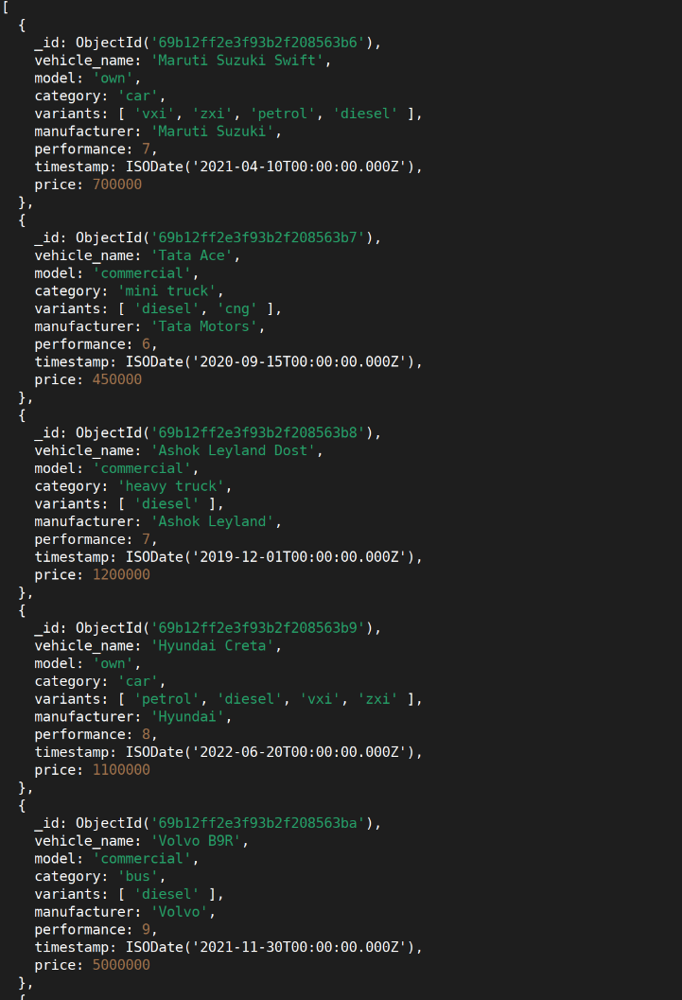 [
{
_id: ObjectId('69b12ff2e3f93b2f208563b6'),
vehicle_name: 'Maruti Suzuki Swift',
model: 'own',
category: 'car',
variants: [ 'vxi', 'zxi', 'petrol', 'diesel' ],
manufacturer: 'Maruti Suzuki',
performance: 7,
timestamp: ISODate('2021-04-10T00:00:00.000Z'),
price: 700000
},
{
_id: ObjectId('69b12ff2e3f93b2f208563b7'),
vehicle_name: 'Tata Ace',
model: 'commercial',
category: 'mini truck',
variants: [ 'diesel', 'cng' ],
manufacturer: 'Tata Motors',
performance: 6,
timestamp: ISODate('2020-09-15T00:00:00.000Z'),
price: 450000
},
{
_id: ObjectId('69b12ff2e3f93b2f208563b8'),
vehicle_name: 'Ashok Leyland Dost',
model: 'commercial',
category: 'heavy truck',
variants: [ 'diesel' ],
manufacturer: 'Ashok Leyland',
performance: 7,
timestamp: ISODate('2019-12-01T00:00:00.000Z'),
price: 1200000
},
{
_id: ObjectId('69b12ff2e3f93b2f208563b9'),
vehicle_name: 'Hyundai Creta',
model: 'own',
category: 'car',
variants: [ 'petrol', 'diesel', 'vxi', 'zxi' ],
manufacturer: 'Hyundai',
performance: 8,
timestamp: ISODate('2022-06-20T00:00:00.000Z'),
price: 1100000
},
{
_id: ObjectId('69b12ff2e3f93b2f208563ba'),
vehicle_name: 'Volvo B9R',
model: 'commercial',
category: 'bus',
variants: [ 'diesel' ],
manufacturer: 'Volvo',
performance: 9,
timestamp: ISODate('2021-11-30T00:00:00.000Z'),
price: 5000000
},
{